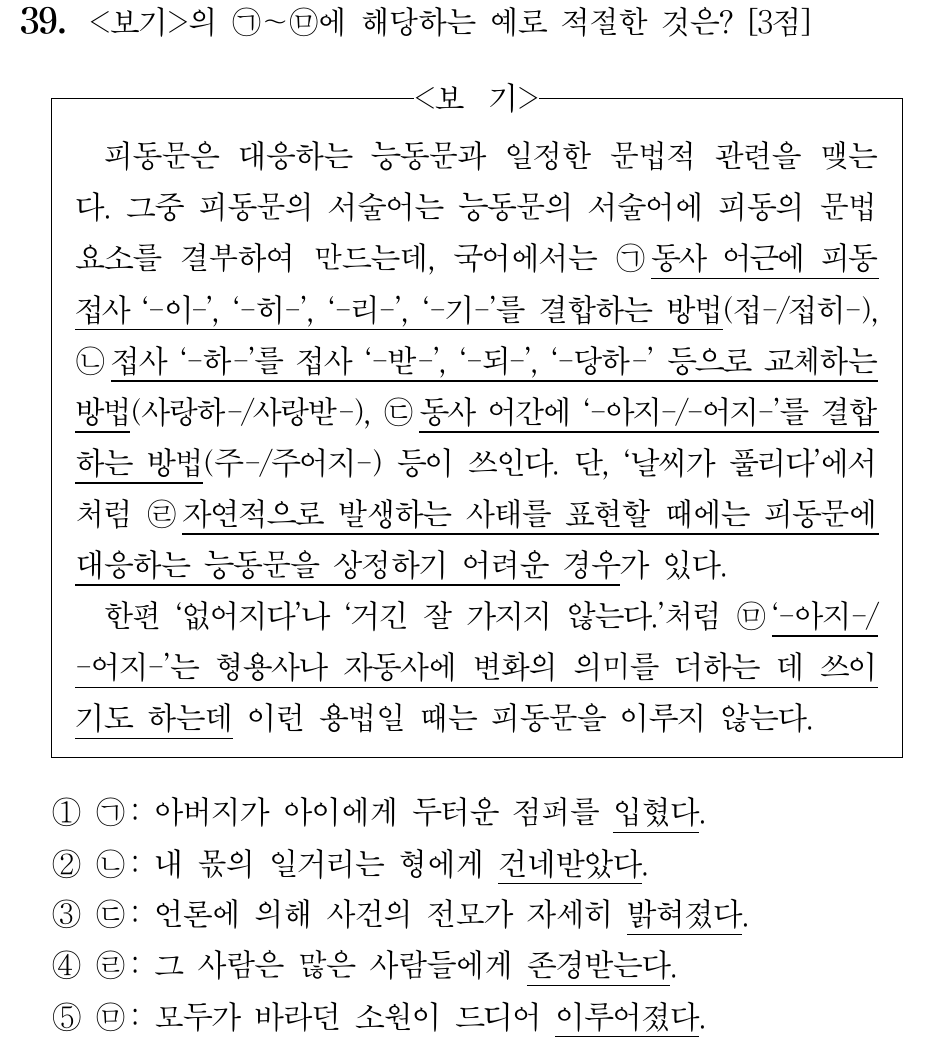 39. <보기>의 ㉠~㉤에 해당하는 예로 적절한 것은? [3점]
<보 기>
피동문은 대응하는 능동문과 일정한 문법적 관련을 맺는
다. 그중 피동문의 서술어는 능동문의 서술어에 피동의 문법
요소를 결부하여 만드는데, 국어에서는 ㉠동사 어근에 피동
접사 ‘-이-’, ‘-히-’, ‘-리-’, ‘-기-’를 결합하는 방법(접-/접히-),
㉡접사 ‘-하-’를 접사 ‘-받-’, ‘-되-’, ‘-당하-’ 등으로 교체하는
방법(사랑하-/사랑받-), ㉢동사 어간에 ‘-아지-/-어지-’를 결합
하는 방법(주-/주어지-) 등이 쓰인다. 단, ‘날씨가 풀리다’에서
처럼 ㉣자연적으로 발생하는 사태를 표현할 때에는 피동문에
대응하는 능동문을 상정하기 어려운 경우가 있다.
한편 ‘없어지다’나 ‘거긴 잘 가지지 않는다.’처럼 ㉤‘-아지-/
-어지-’는 형용사나 자동사에 변화의 의미를 더하는 데 쓰이
기도 하는데 이런 용법일 때는 피동문을 이루지 않는다.
① ㉠: 아버지가 아이에게 두터운 점퍼를 입혔다.
② ㉡: 내 몫의 일거리는 형에게 건네받았다.
③ ㉢: 언론에 의해 사건의 전모가 자세히 밝혀졌다.
④ ㉣: 그 사람은 많은 사람들에게 존경받는다.
⑤ ㉤: 모두가 바라던 소원이 드디어 이루어졌다.